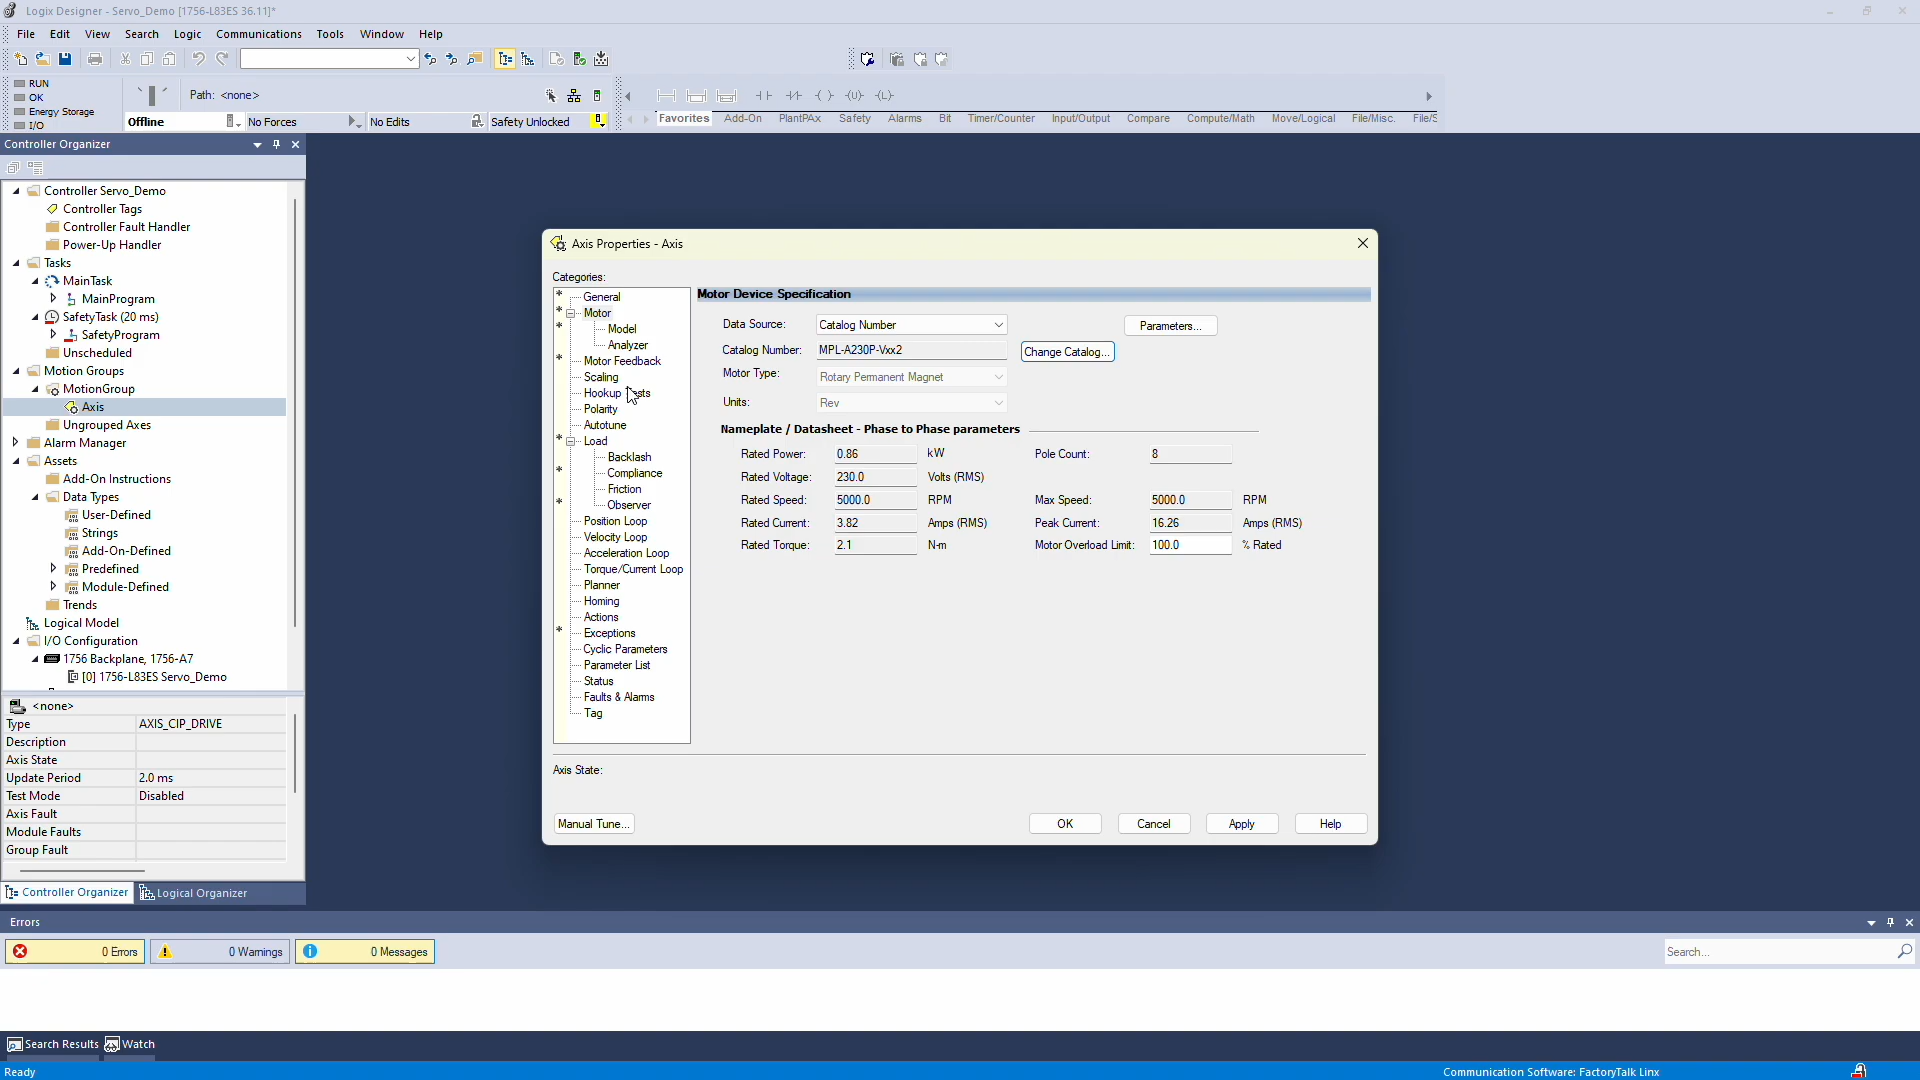 Logix Designer - Servo_Demo [1756-L83ES 36.11]*
File Edit View Search Logic Communications Tools Window Help
RUN
OK
Energy Storage
I/O
Path: <none>
Offline No Forces No Edits Safety Unlocked
Favorites Add-On PlantPAx Safety Alarms Bit Timer/Counter Input/Output Compare Compute/Math Move/Logical File/Misc. File/S
Controller Organizer
Controller Servo_Demo
Controller Tags
Controller Fault Handler
Power-Up Handler
Tasks
MainTask
MainProgram
SafetyTask (20 ms)
SafetyProgram
Unscheduled
Motion Groups
MotionGroup
Axis
Ungrouped Axes
Alarm Manager
Assets
Add-On Instructions
Data Types
User-Defined
Strings
Add-On-Defined
Predefined
Module-Defined
Trends
Logical Model
I/O Configuration
1756 Backplane, 1756-A7
[0] 1756-L83ES Servo_Demo
<none>
Type AXIS_CIP_DRIVE
Description
Axis State
Update Period 2.0 ms
Test Mode Disabled
Axis Fault
Module Faults
Group Fault
Controller Organizer Logical Organizer
Axis Properties - Axis
Categories:
* General
* Motor
* Model
Analyzer
* Motor Feedback
Scaling
Hookup
Polarity
Autotune
* Load
Backlash
* Compliance
Friction
* Observer
Position Loop
Velocity Loop
Acceleration Loop
Torque/Current Loop
Planner
Homing
Actions
* Exceptions
Cyclic Parameters
Parameter List
Status
Faults & Alarms
Tag
Motor Device Specification
Data Source: Catalog Number Parameters...
Catalog Number: MPL-A230P-Vxx2 Change Catalog...
Motor Type: Rotary Permanent Magnet
Units: Rev
Nameplate / Datasheet - Phase to Phase parameters
Rated Power: 0.86 kW Pole Count: 8
Rated Voltage: 230.0 Volts (RMS)
Rated Speed: 5000.0 RPM Max Speed: 5000.0 RPM
Rated Current: 3.82 Amps (RMS) Peak Current: 16.26 Amps (RMS)
Rated Torque: 2.1 N-m Motor Overload Limit: 100.0 % Rated
Axis State:
Manual Tune... OK Cancel Apply Help
Errors
0 Errors 0 Warnings 0 Messages Search...
Search Results Watch
Ready Communication Software: FactoryTalk Linx